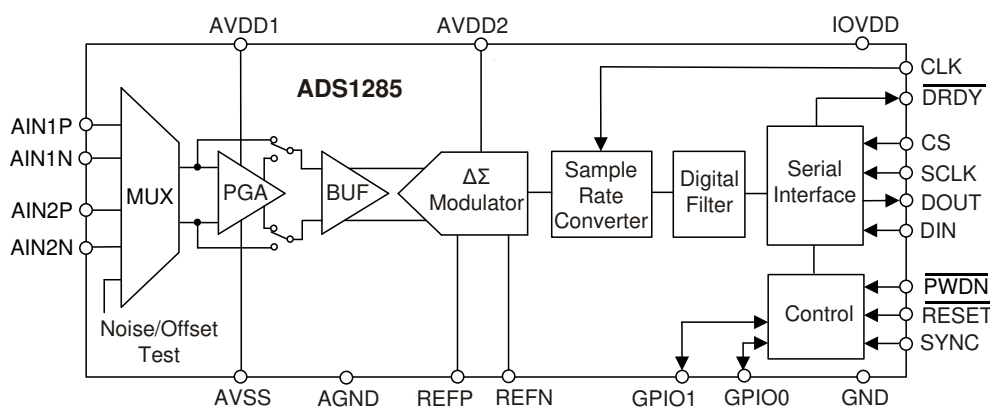 AVDD1
AVDD2
IOVDD
ADS1285
CLK
DRDY
AIN1P
AIN1N
AIN2P
AIN2N
MUX
PGA
BUF
ΔΣ
Modulator
Sample
Rate
Converter
Digital
Filter
Serial
Interface
CS
SCLK
DOUT
DIN
Noise/Offset
Test
Control
PWDN
RESET
SYNC
AVSS
AGND
REFP
REFN
GPIO1
GPIO0
GND